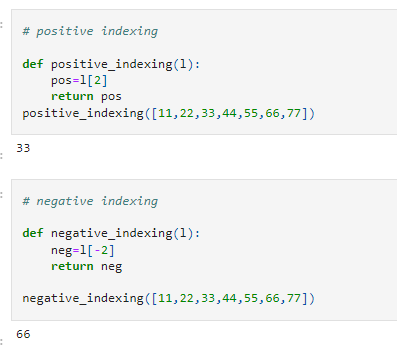 # positive indexing
def positive_indexing(l):
    pos=l[2]
    return pos
positive_indexing([11,22,33,44,55,66,77])
33
# negative indexing
def negative_indexing(l):
    neg=l[-2]
    return neg
negative_indexing([11,22,33,44,55,66,77])
66